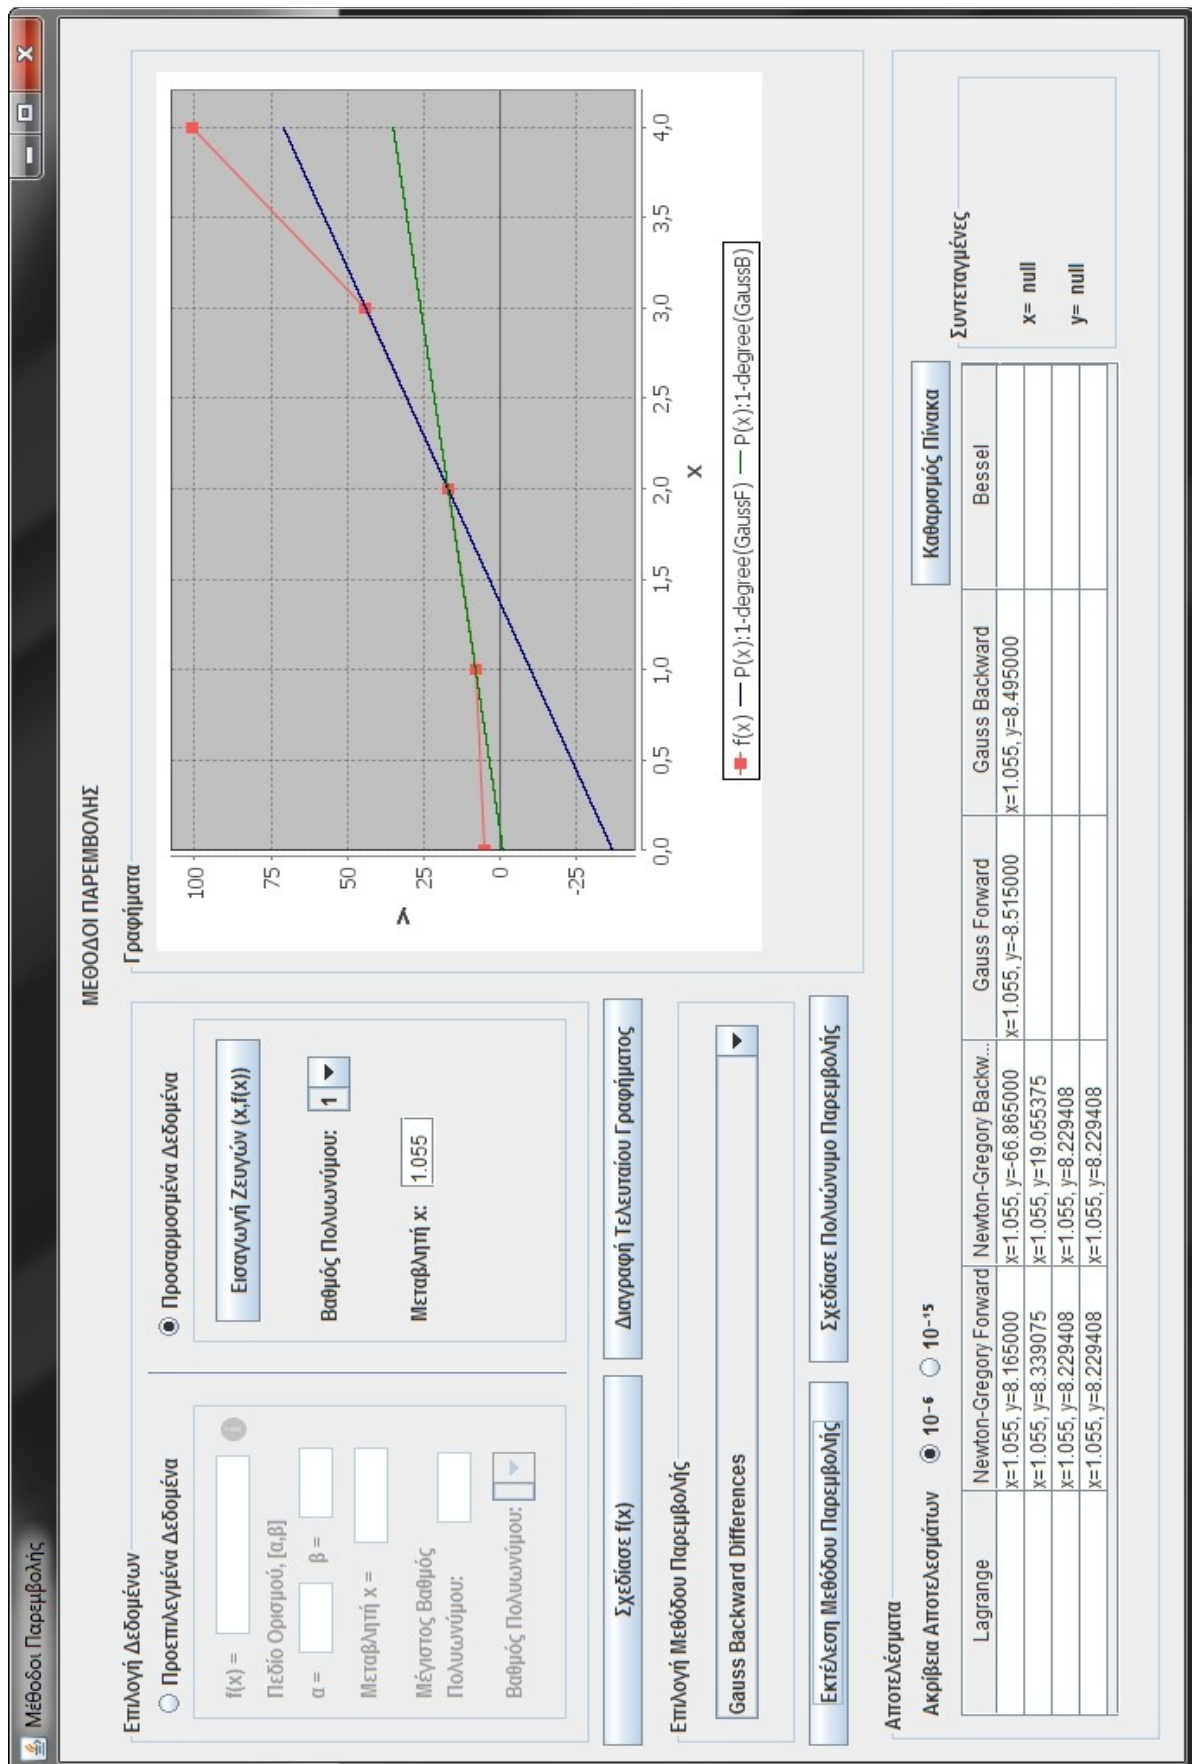 Μέθοδοι Παρεμβολής
ΜΕΘΟΔΟΙ ΠΑΡΕΜΒΟΛΗΣ
Επιλογή Δεδομένων
Προεπιλεγμένα Δεδομένα
f(x) =
Πεδίο Ορισμού, [α,β]
α =
β =
Μεταβλητή x =
Μέγιστος Βαθμός
Πολυωνύμου:
Βαθμός Πολυωνύμου:
Προσαρμοσμένα Δεδομένα
Εισαγωγή Ζευγών (x,f(x))
Βαθμός Πολυωνύμου: 1
Μεταβλητή x: 1.055
Σχεδίασε f(x)
Διαγραφή Τελευταίου Γραφήματος
Επιλογή Μεθόδου Παρεμβολής
Gauss Backward Differences
Εκτέλεση Μεθόδου Παρεμβολής
Σχεδίασε Πολυώνυμο Παρεμβολής
Γραφήματα
100
75
50
25
0
-25
Y
0,0 0,5 1,0 1,5 2,0 2,5 3,0 3,5 4,0
X
f(x) P(x):1-degree(GaussF) P(x):1-degree(GaussB)
Αποτελέσματα
Ακρίβεια Αποτελεσμάτων 10⁻⁶ 10⁻¹⁵
Καθαρισμός Πίνακα
Lagrange Newton-Gregory Forward Newton-Gregory Backw... Gauss Forward Gauss Backward Bessel
x=1.055, y=8.165000 x=1.055, y=-66.865000 x=1.055, y=-8.515000 x=1.055, y=8.495000
x=1.055, y=8.339075 x=1.055, y=19.055375
x=1.055, y=8.229408 x=1.055, y=8.229408
x=1.055, y=8.229408 x=1.055, y=8.229408
Συντεταγμένες
x= null
y= null